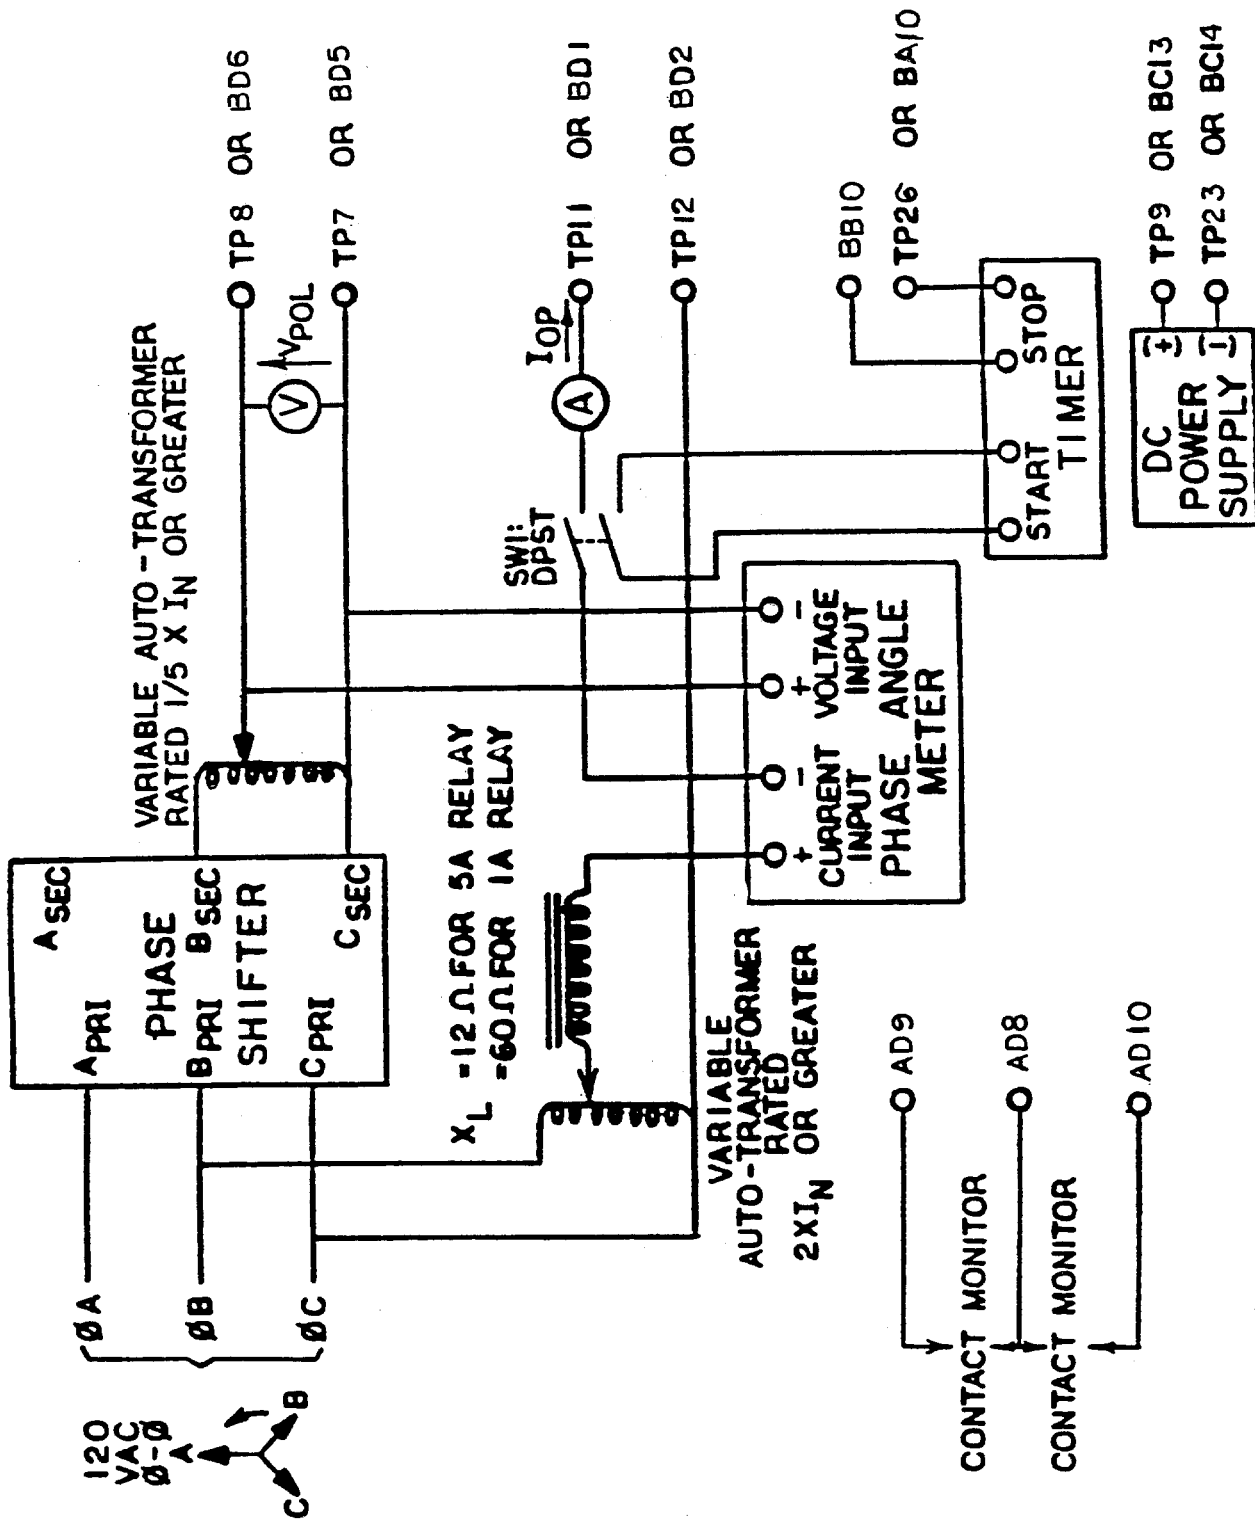 120
VAC
Ø-Ø
A
B
C
ØA
ØB
ØC
A PRI
B PRI
C PRI
PHASE
SHIFTER
A SEC
B SEC
C SEC
VARIABLE AUTO-TRANSFORMER
RATED 1/5 X IN OR GREATER
V
VPOL
TP8 OR BD6
TP7 OR BD5
XL =12Ω FOR 5A RELAY
=60Ω FOR 1A RELAY
SW1:
DPST
A
IOP
TP11 OR BD1
TP12 OR BD2
VARIABLE
AUTO-TRANSFORMER
RATED
2XIN OR GREATER
+ - + -
CURRENT VOLTAGE
INPUT INPUT
PHASE ANGLE
METER
BB10
TP26 OR BA10
START STOP
TIMER
DC
POWER
SUPPLY
(+)
(-)
TP9 OR BC13
TP23 OR BC14
AD9
CONTACT MONITOR
AD8
CONTACT MONITOR
AD10